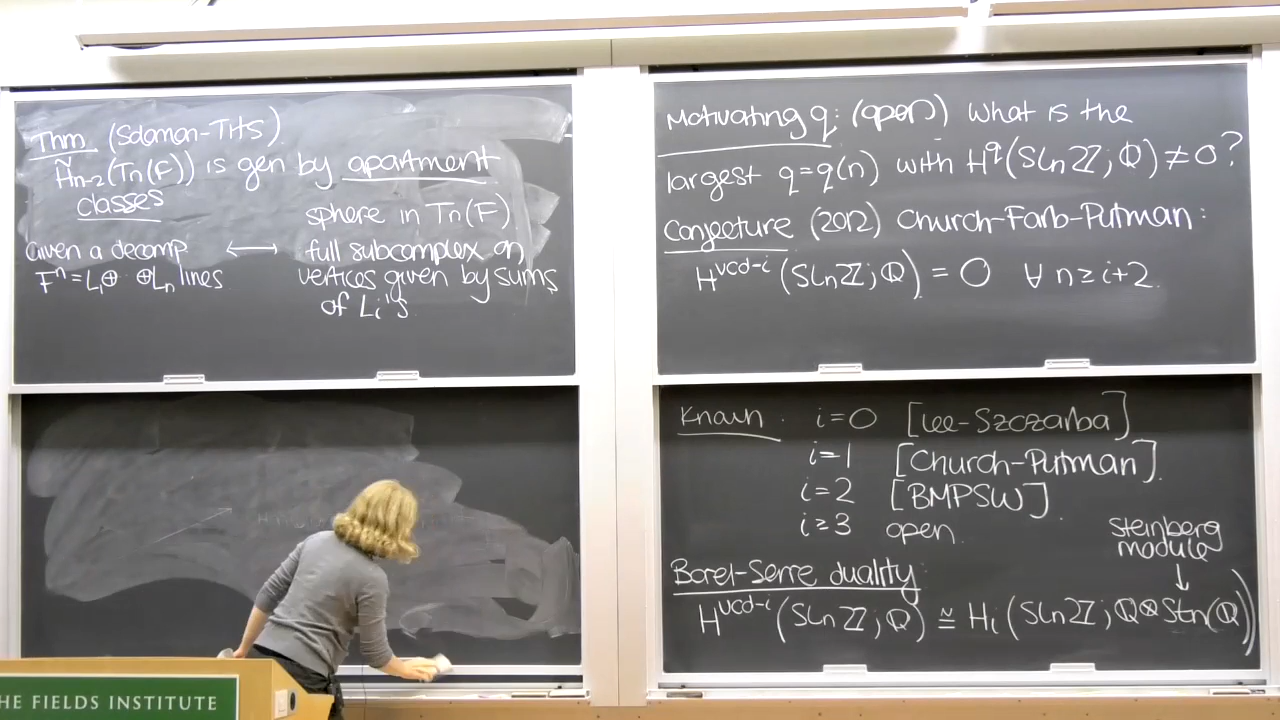 Thm (Solomon-Tits)
H̃n-2(Tn(F)) is gen by apartment
classes
sphere in Tn(F)
Given a decomp ⟷ full subcomplex on
Fⁿ = L₁⊕ ⊕Ln lines
vertices given by sums
of Li's
Motivating q: (open) What is the
largest q=q(n) with H^q(SLnℤ; ℚ) ≠ 0?
Conjecture (2012) Church-Farb-Putman:
H^vcd-i(SLnℤ; ℚ) = 0 ∀ n ≥ i+2.
Known: i=0 [Lee-Szczarba]
i=1 [Church-Putman].
i=2 [BMPSW].
i≥3 open.
Steinberg
module
↓
Borel-Serre duality:
H^vcd-i(SLnℤ; ℚ) ≅ Hi(SLnℤ; ℚ⊗Stn(ℚ))
THE FIELDS INSTITUTE